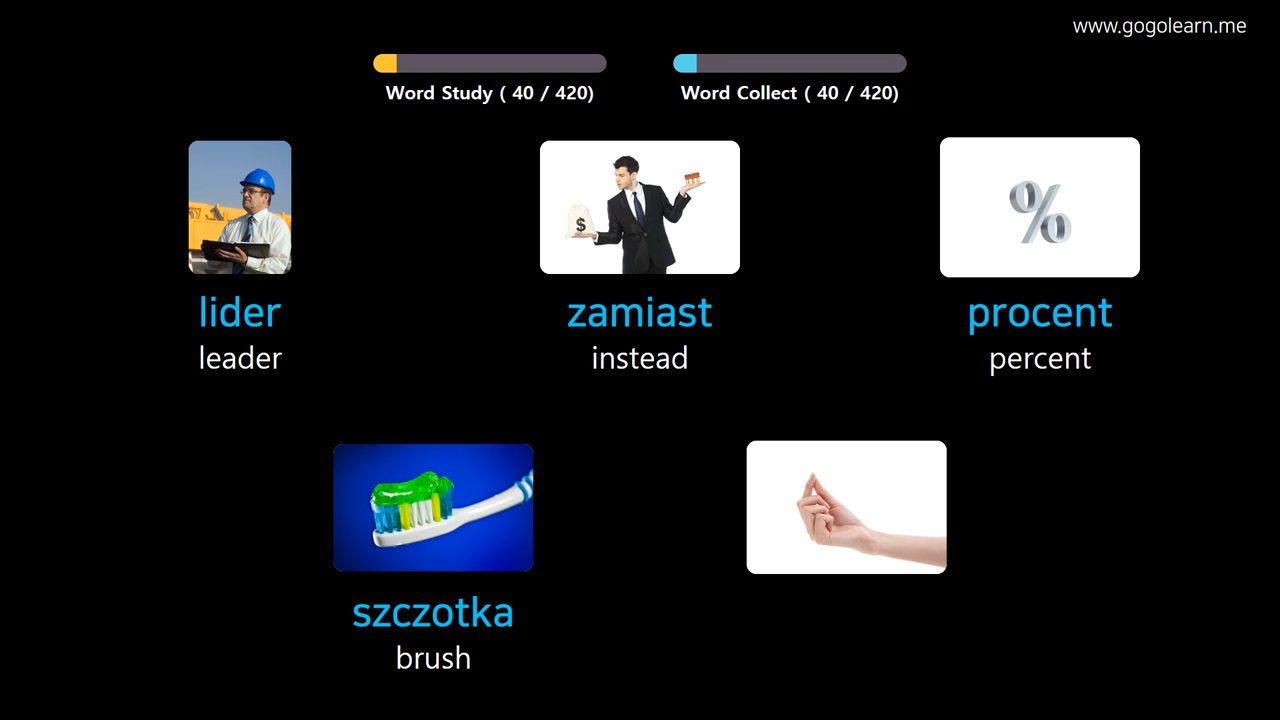 www.gogolearn.me
Word Study ( 40 / 420)
Word Collect ( 40 / 420)
lider
leader
zamiast
instead
procent
percent
szczotka
brush